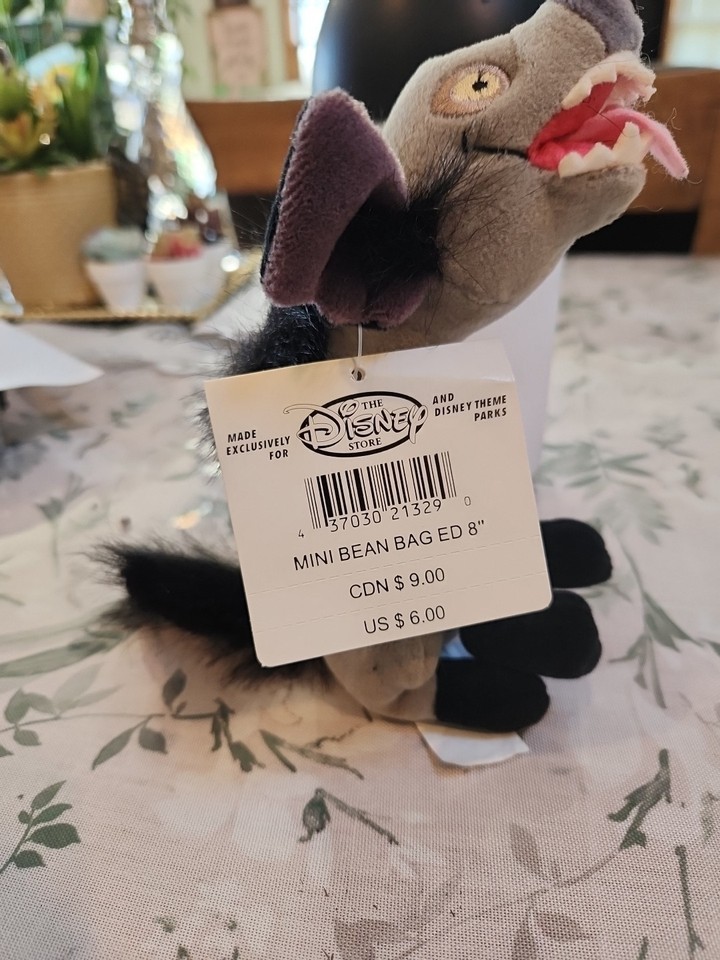 MADE
EXCLUSIVELY
FOR
THE
DISNEY
STORE
AND
DISNEY THEME
PARKS
4 37030 21329 0
MINI BEAN BAG ED 8"
CDN $ 9.00
US $ 6.00